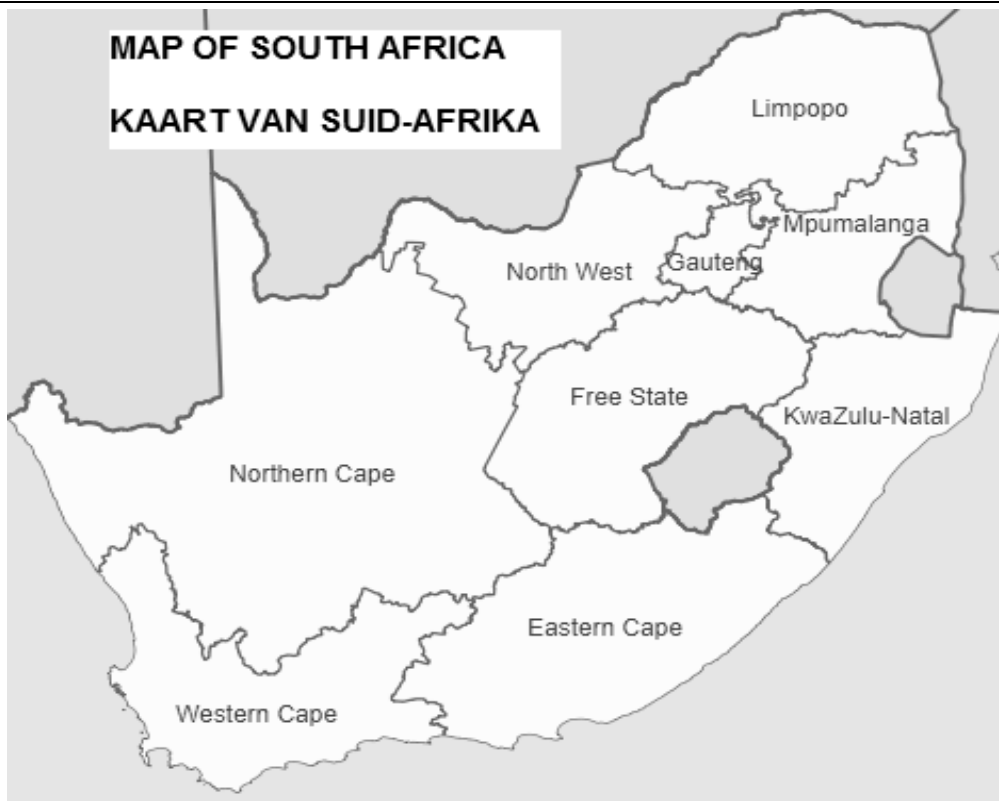 MAP OF SOUTH AFRICA
KAART VAN SUID-AFRIKA
Limpopo
Mpumalanga
Gauteng
North West
Free State
KwaZulu-Natal
Northern Cape
Eastern Cape
Western Cape